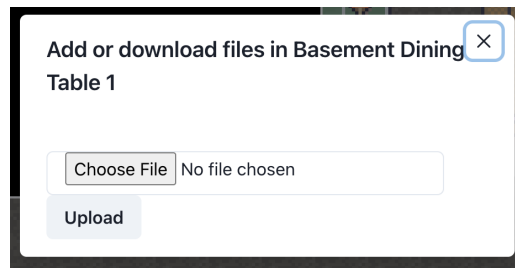 Add or download files in Basement Dining
Table 1
Choose File No file chosen
Upload